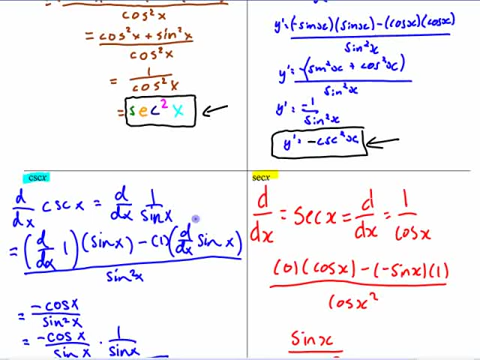 cos²x
= cos²x + sin²x
cos²x
= 1
cos²x
= sec²x
y' = (-sinx)(sinx) - (cosx)(cosx)
sin²x
y' = -(sin²x + cos²x)
sin²x
y' = -1
sin²x
y' = -csc²x
cscx
d/dx cscx = d/dx 1/sinx
= (d/dx 1)(sinx) - (1)(d/dx sinx)
sin²x
= -cosx
sin²x
= -cosx . 1
sinx sinx
secx
d/dx = secx = d/dx = 1/cosx
(0)(cosx) - (-sinx)(1)
cosx²
sinx